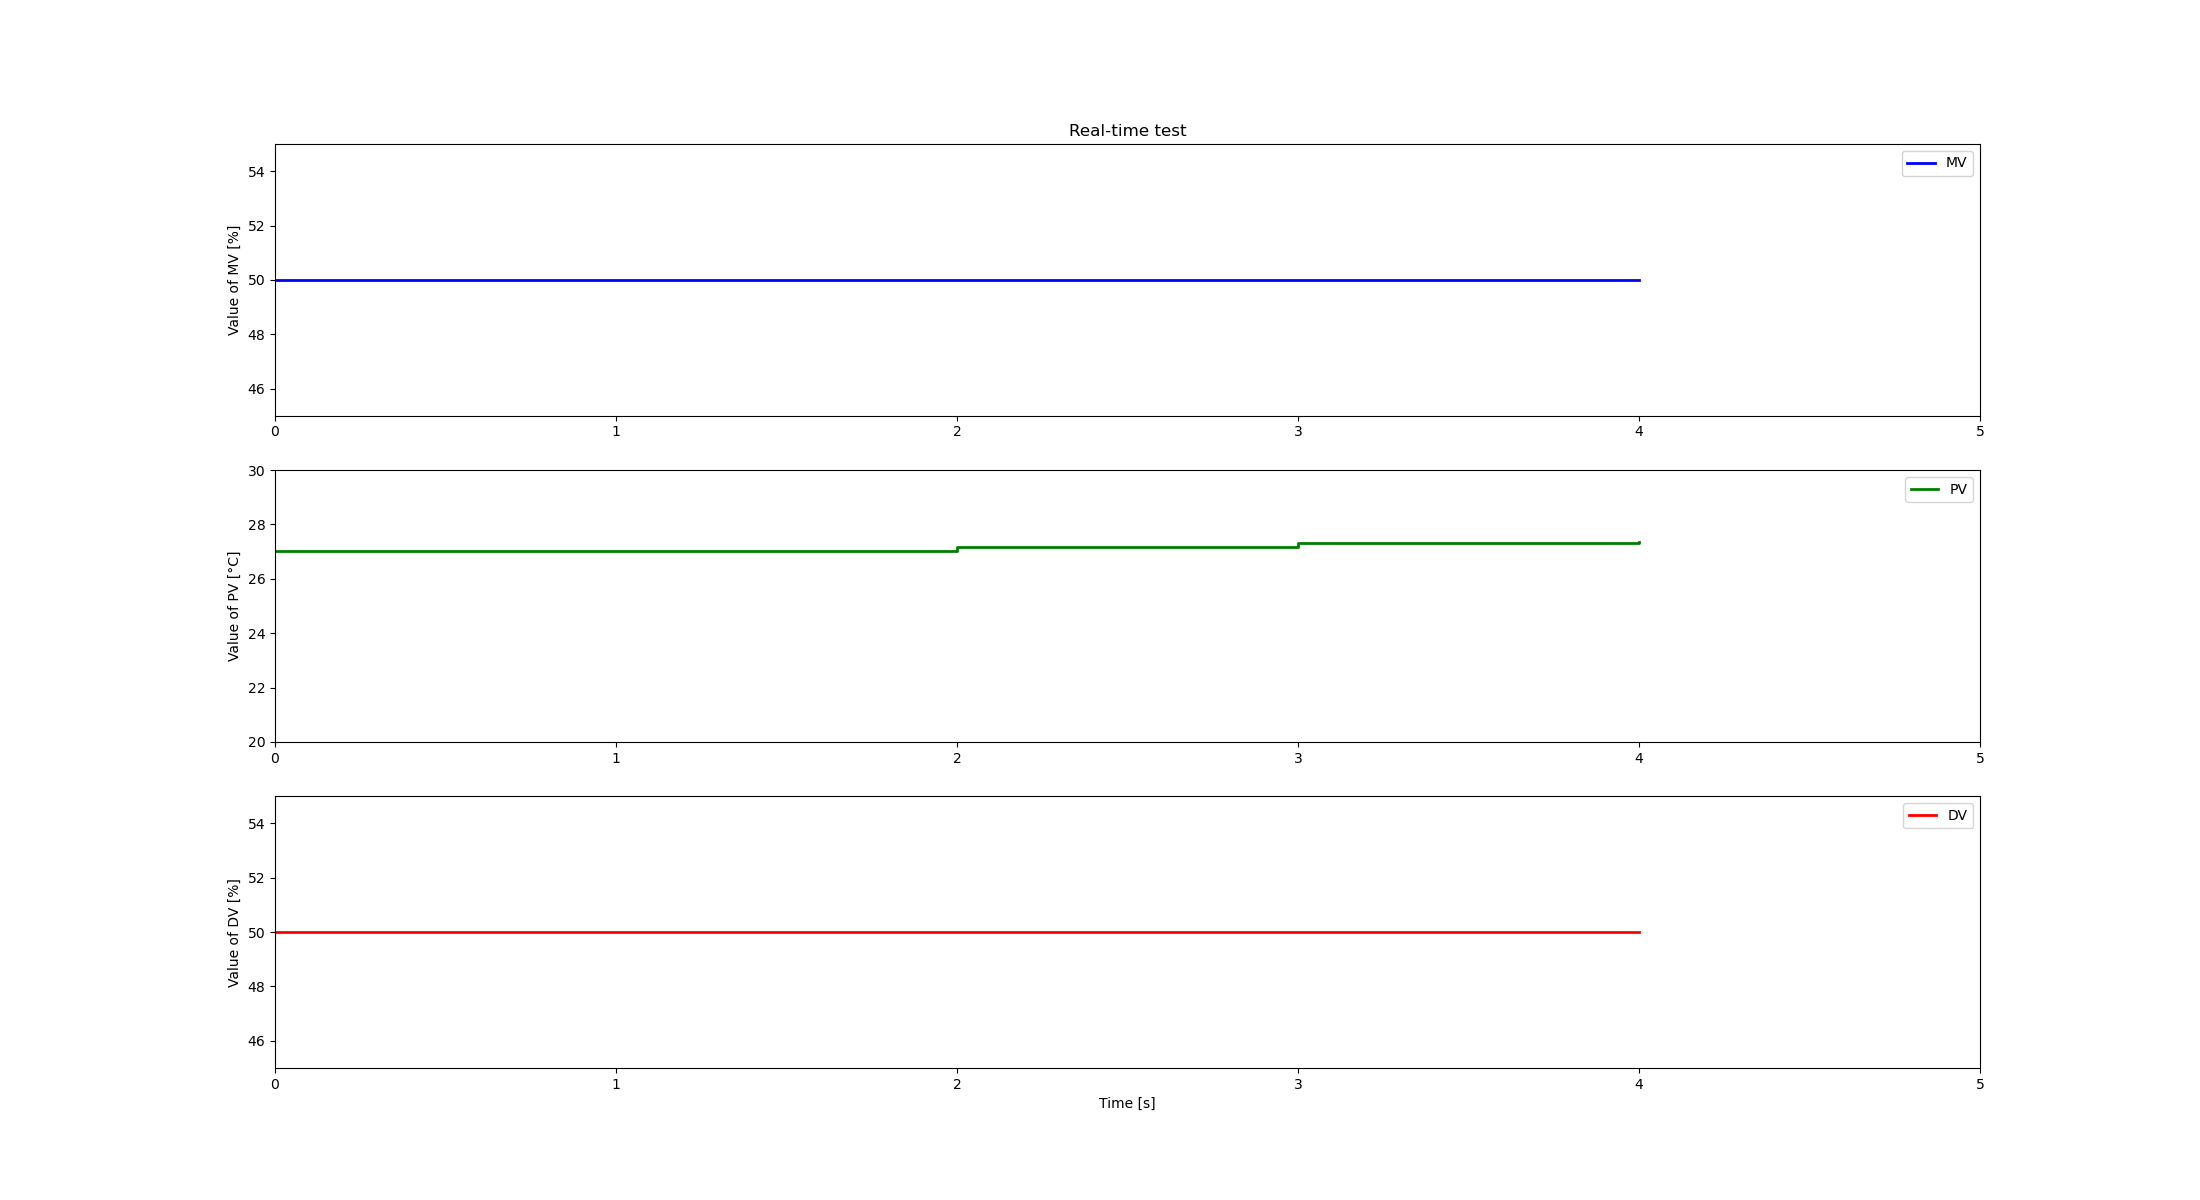 Real-time test
MV
Value of MV [%]
54
52
50
48
46
0 1 2 3 4 5
PV
Value of PV [°C]
30
28
26
24
22
20
0 1 2 3 4 5
DV
Value of DV [%]
54
52
50
48
46
0 1 2 3 4 5
Time [s]